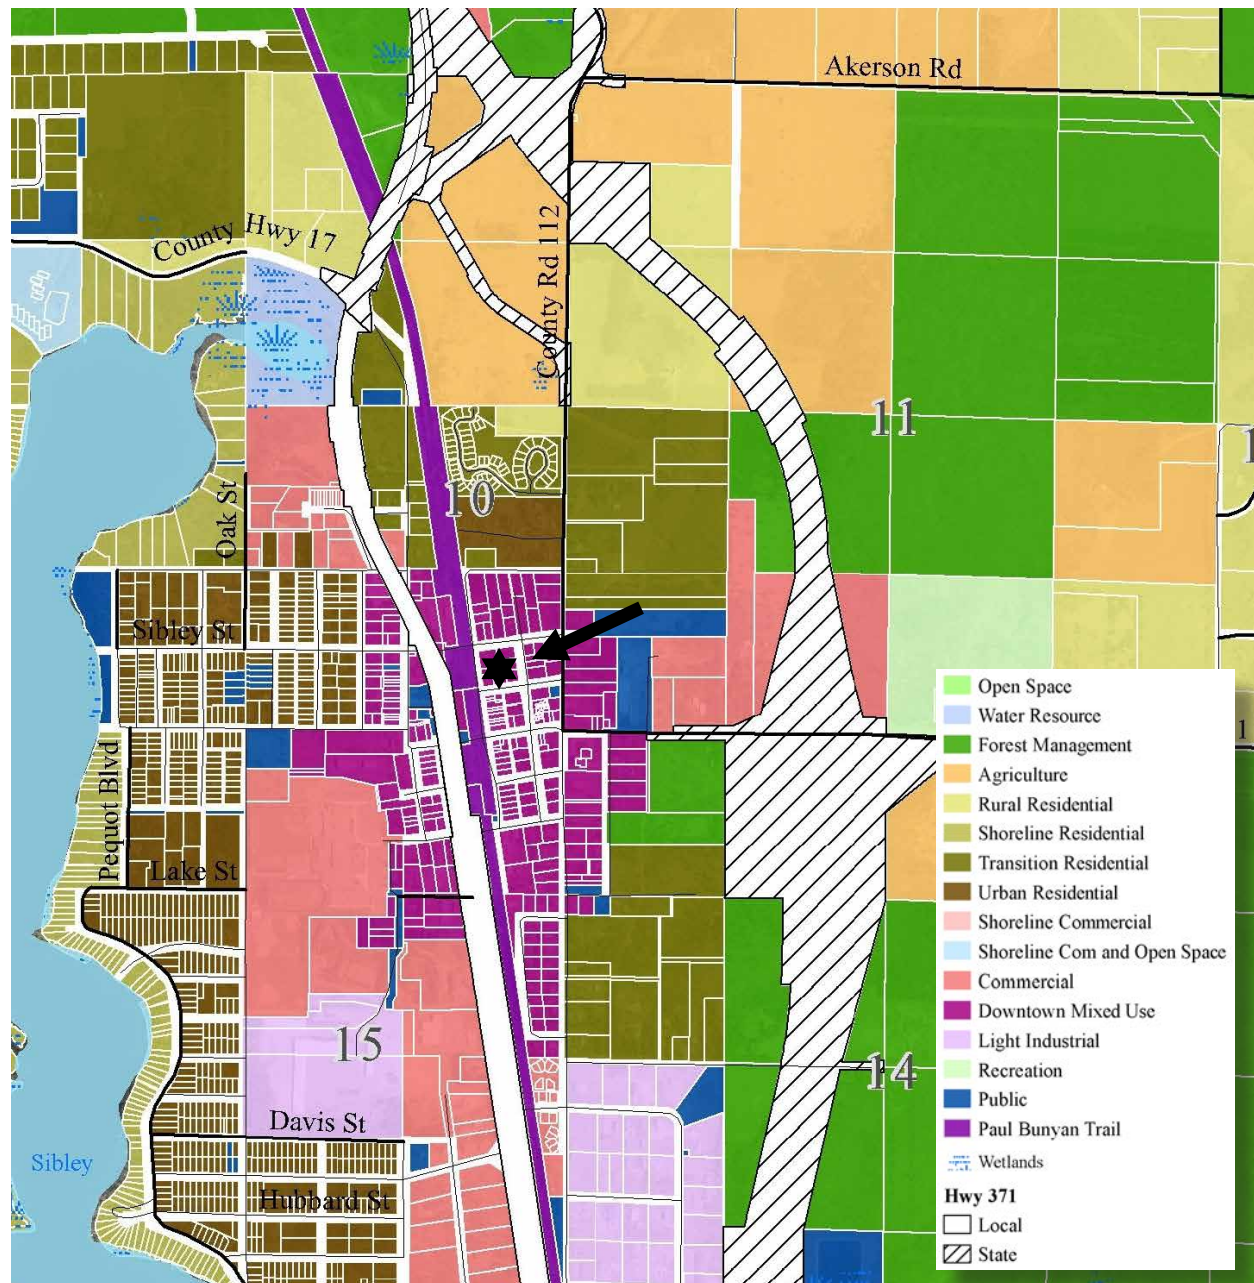 Akerson Rd
County Hwy 17
County Rd 112
11
1
10
Oak St
Sibley St
Pequot Blvd
Lake St
15
14
Davis St
Sibley
Hubbard St
1
Open Space
Water Resource
Forest Management
Agriculture
Rural Residential
Shoreline Residential
Transition Residential
Urban Residential
Shoreline Commercial
Shoreline Com and Open Space
Commercial
Downtown Mixed Use
Light Industrial
Recreation
Public
Paul Bunyan Trail
Wetlands
Hwy 371
Local
State